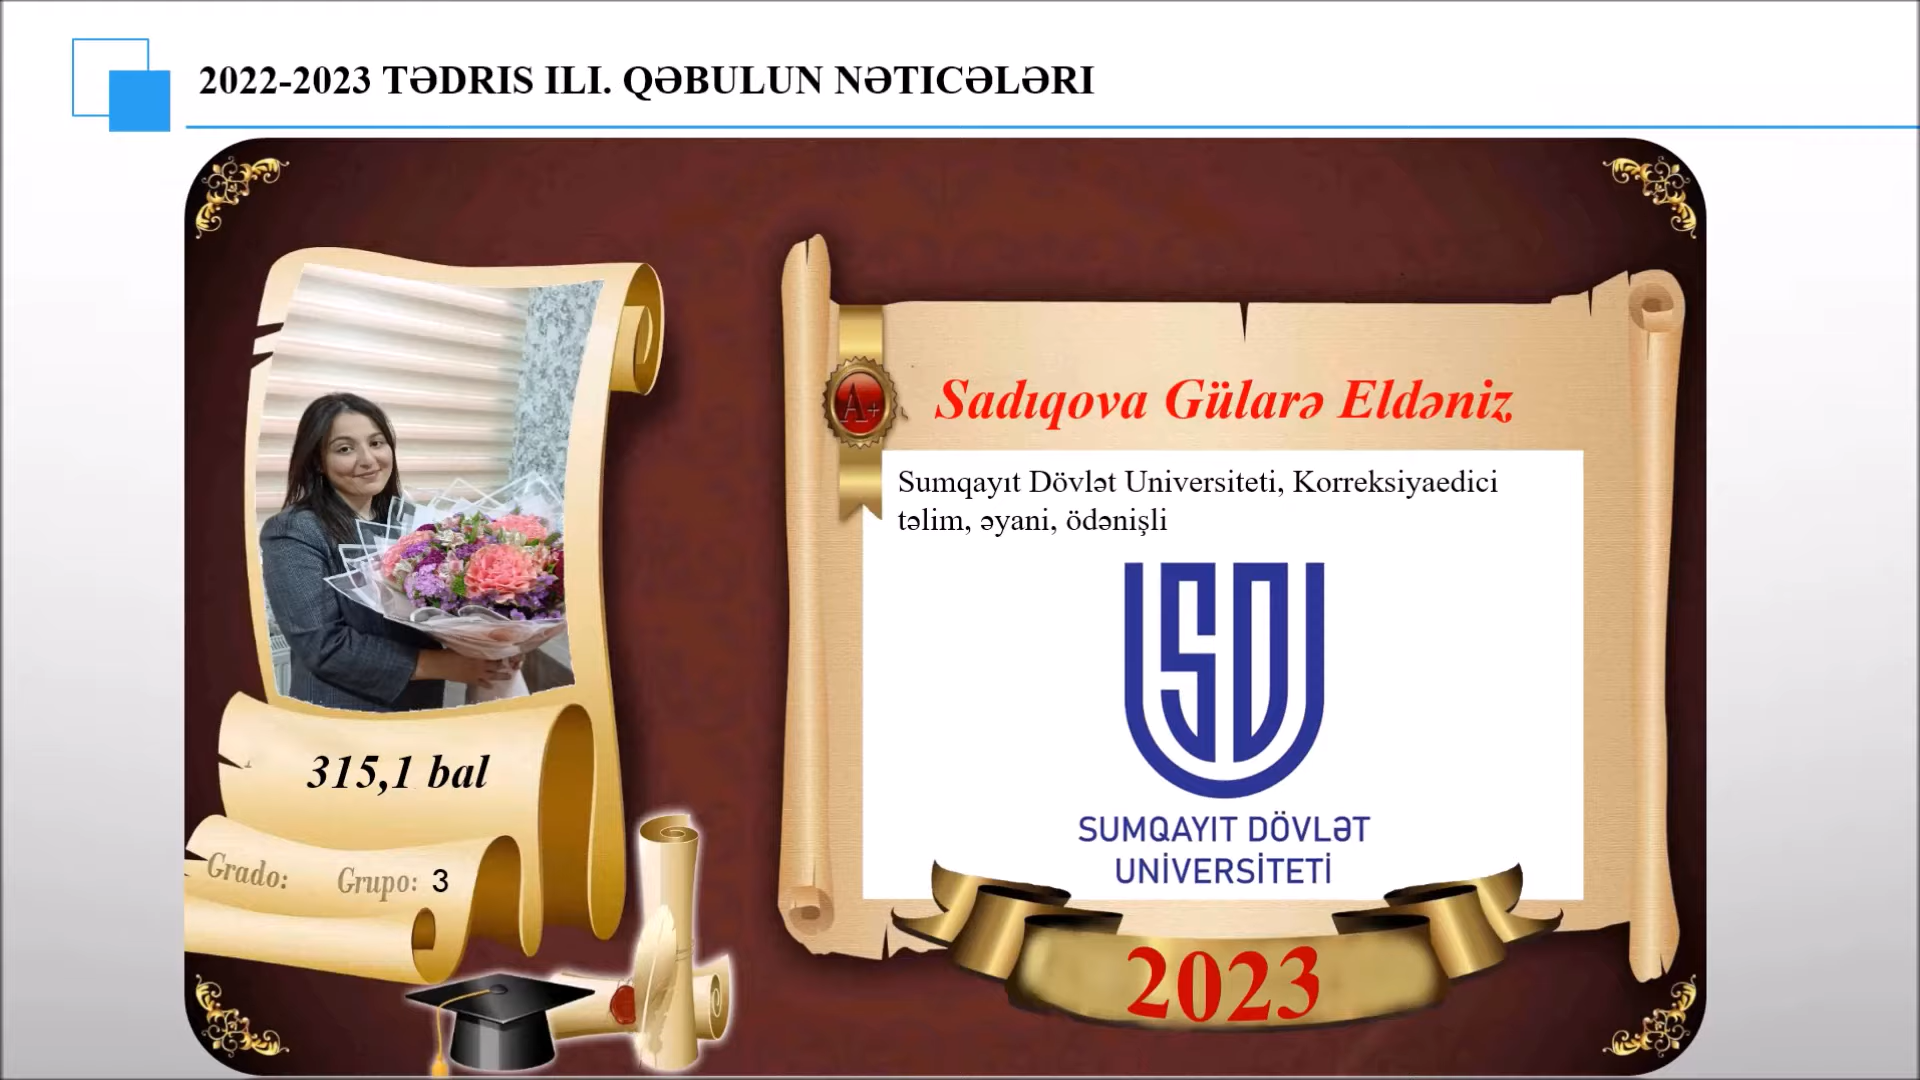 2022-2023 TƏDRIS ILI. QƏBULUN NƏTICƏLƏRI
A+
Sadıqova Gülarə Eldəniz
Sumqayıt Dövlət Universiteti, Korreksiyaedici
təlim, əyani, ödənişli
SDU
SUMQAYIT DÖVLƏT
UNİVERSİTETİ
315,1 bal
Grado: Grupo: 3
2023